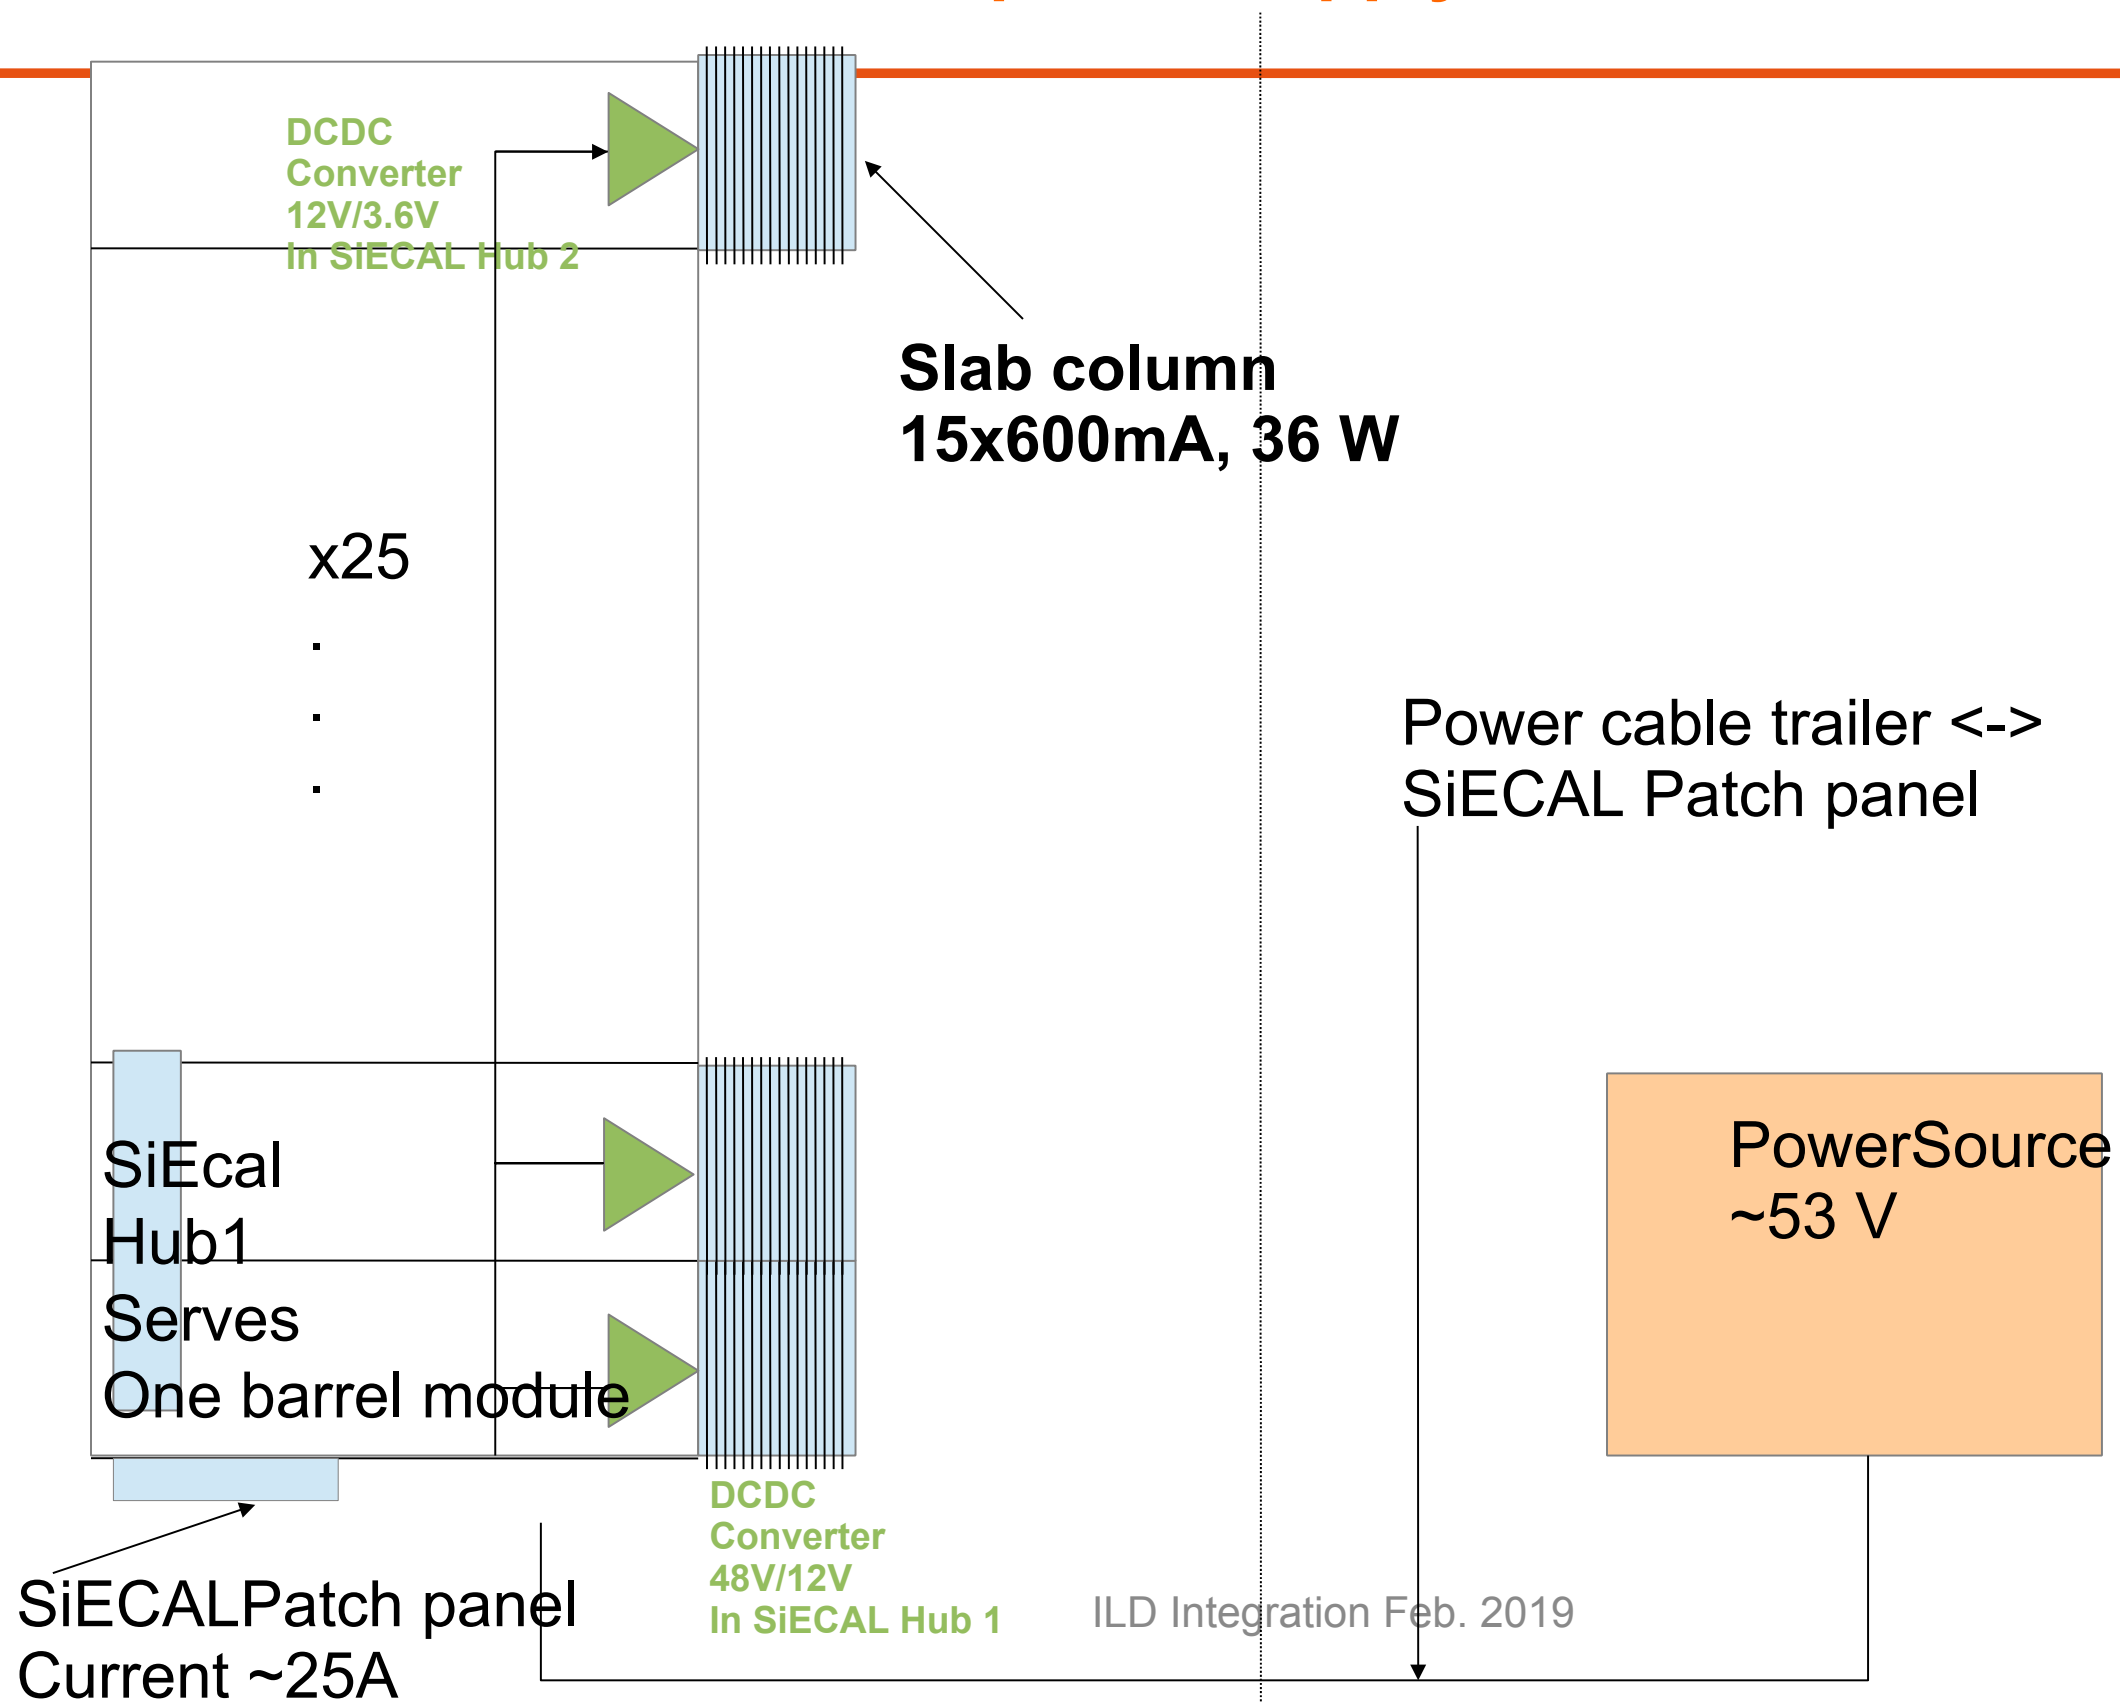 DCDC
Converter
12V/3.6V
In SiECAL Hub 2
Slab column
15x600mA, 36 W
x25
.
.
.
Power cable trailer <->
SiECAL Patch panel
SiEcal
Hub1
Serves
One barrel module
PowerSource
~53 V
DCDC
Converter
48V/12V
In SiECAL Hub 1
SiECALPatch panel
Current ~25A
ILD Integration Feb. 2019